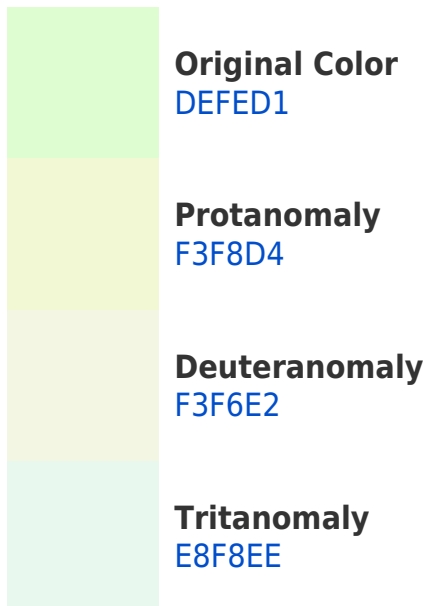 Original Color
DEFED1
Protanomaly
F3F8D4
Deuteranomaly
F3F6E2
Tritanomaly
E8F8EE